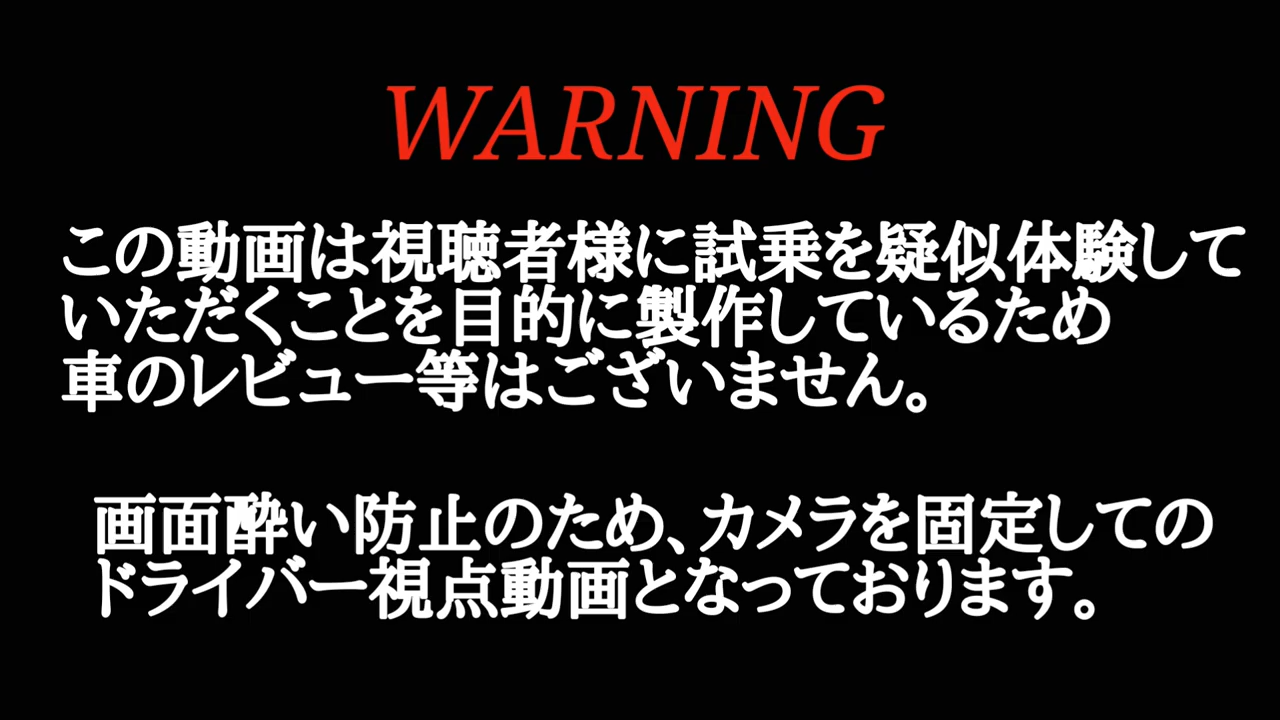 WARNING
この動画は視聴者様に試乗を疑似体験して
いただくことを目的に製作しているため
車のレビュー等はございません。
画面酔い防止のため、カメラを固定しての
ドライバー視点動画となっております。